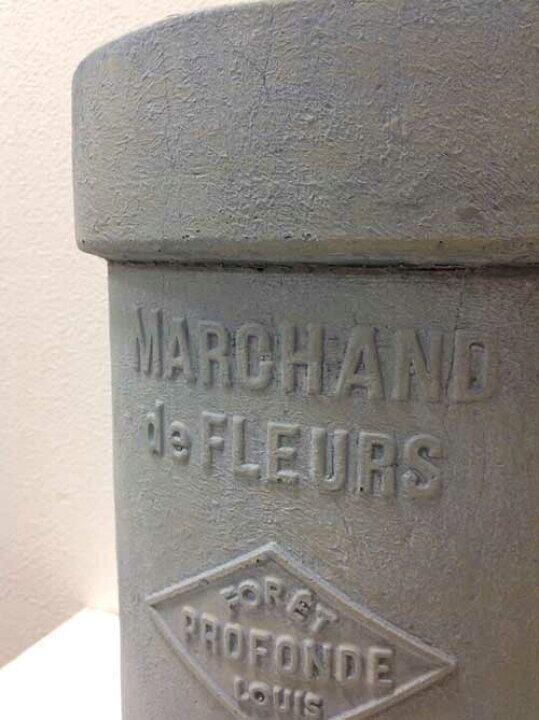 MARCHAND
de FLEURS
FORÊT
PROFONDE
LOUIS